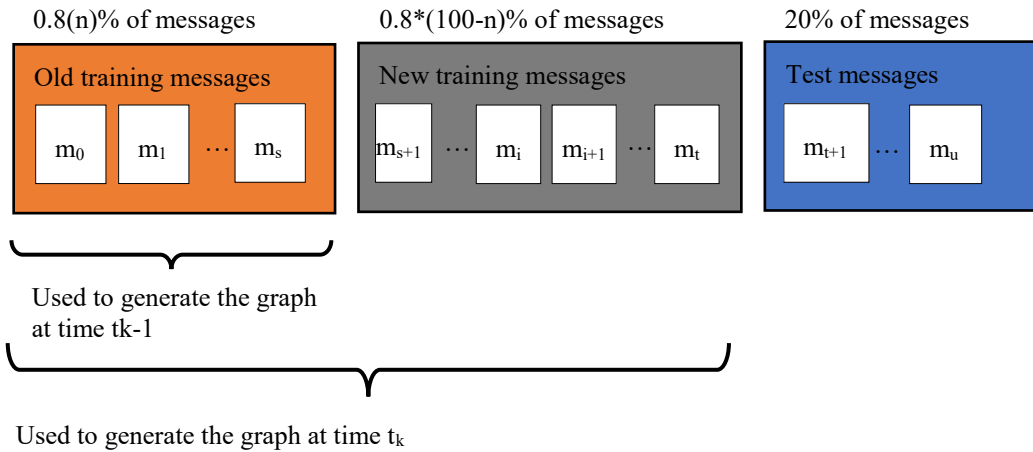 0.8(n)% of messages 0.8*(100-n)% of messages 20% of messages
Old training messages New training messages Test messages
m₀ m₁ … mₛ mₛ₊₁ … mᵢ mᵢ₊₁ … mₜ mₜ₊₁ … mᵤ
Used to generate the graph
at time tk-1
Used to generate the graph at time tₖ